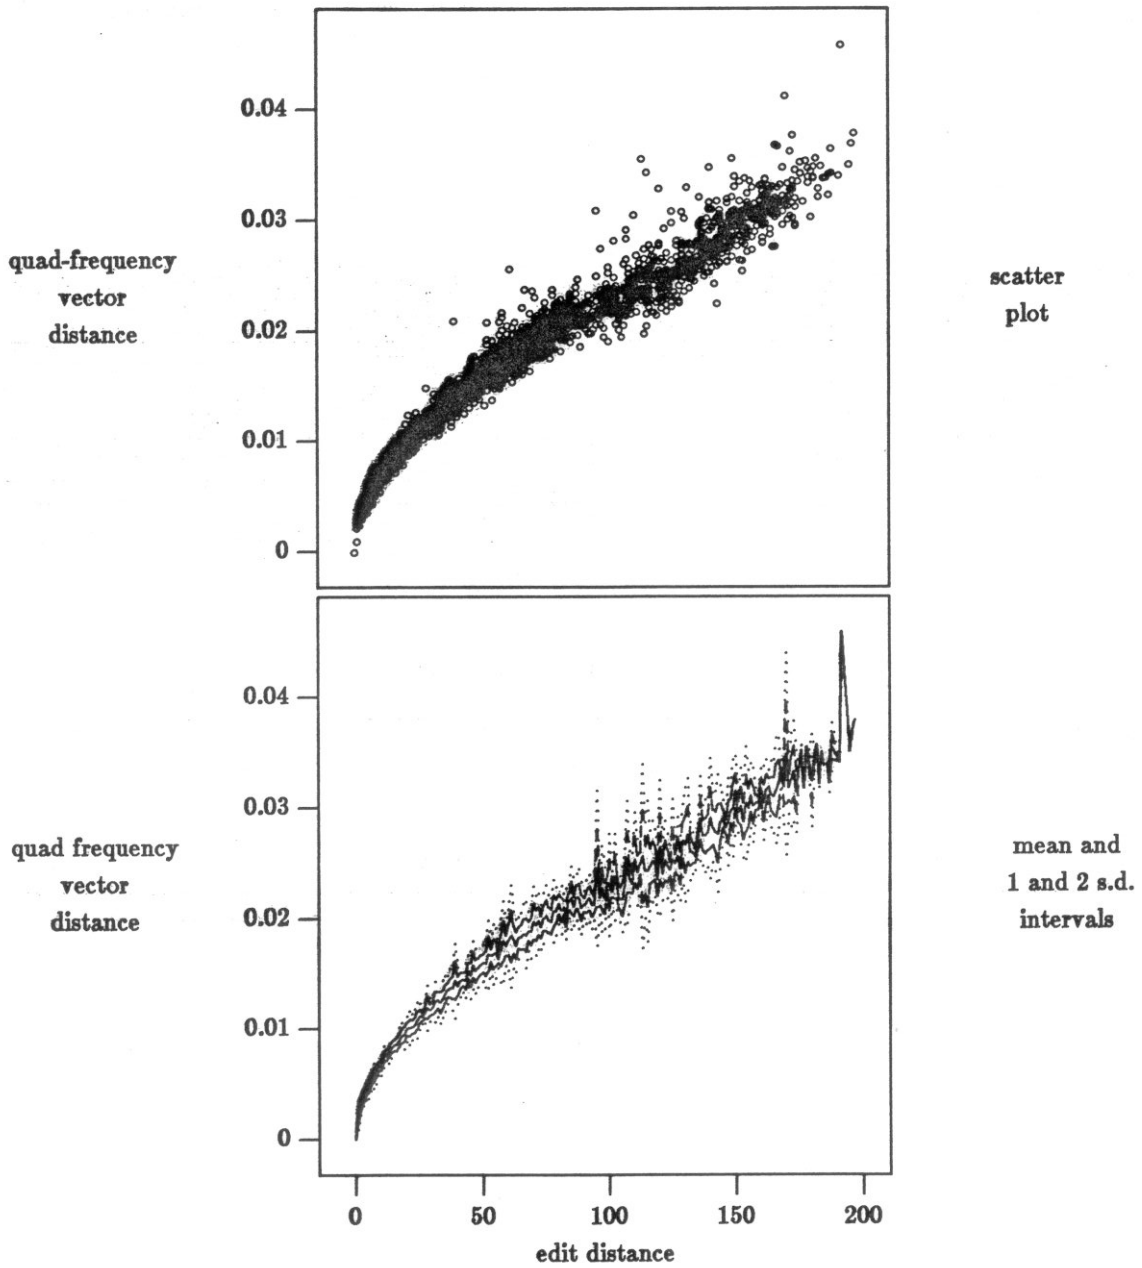 0.04
0.03
quad-frequency
vector
distance
scatter
plot
0.02
0.01
0
0.04
0.03
quad frequency
vector
distance
mean and
1 and 2 s.d.
intervals
0.02
0.01
0
0 50 100 150 200
edit distance